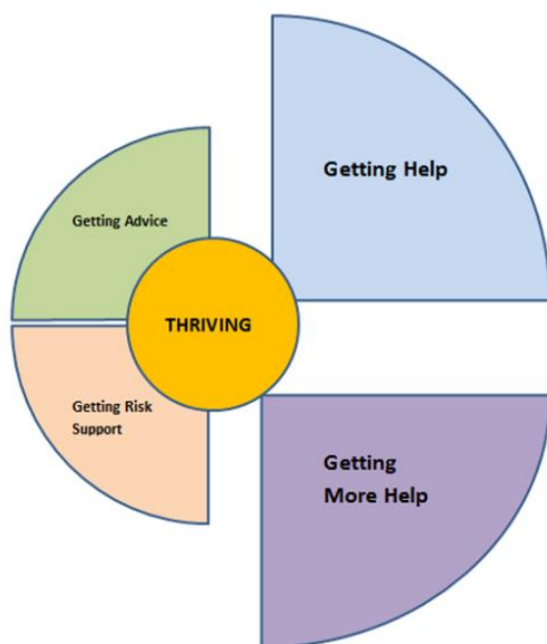 Getting Help
Getting Advice
THRIVING
Getting Risk
Support
Getting
More Help